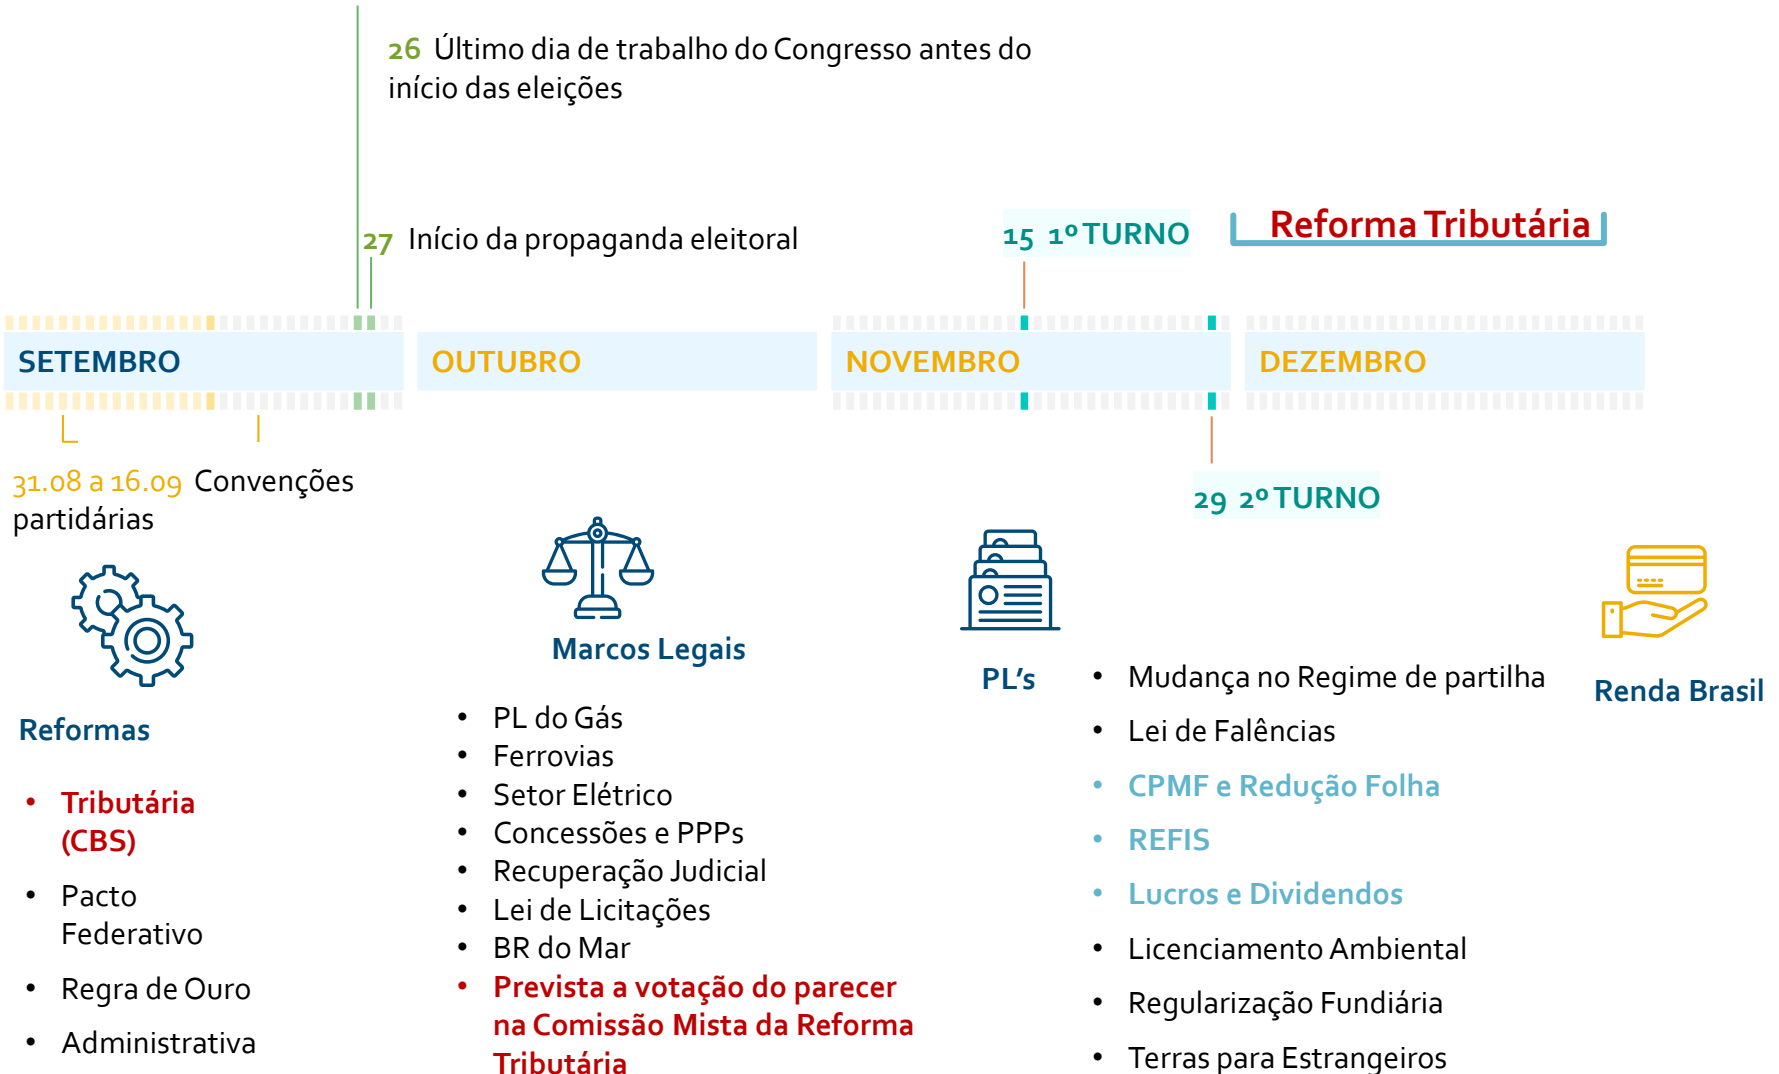 26 Último dia de trabalho do Congresso antes do
início das eleições
27 Início da propaganda eleitoral
15 1º TURNO
Reforma Tributária
SETEMBRO
OUTUBRO
NOVEMBRO
DEZEMBRO
31.08 a 16.09 Convenções
partidárias
29 2º TURNO
Reformas
• Tributária
(CBS)
• Pacto
Federativo
• Regra de Ouro
• Administrativa
Marcos Legais
• PL do Gás
• Ferrovias
• Setor Elétrico
• Concessões e PPPs
• Recuperação Judicial
• Lei de Licitações
• BR do Mar
• Prevista a votação do parecer
na Comissão Mista da Reforma
Tributária
PL’s
• Mudança no Regime de partilha
• Lei de Falências
• CPMF e Redução Folha
• REFIS
• Lucros e Dividendos
• Licenciamento Ambiental
• Regularização Fundiária
• Terras para Estrangeiros
Renda Brasil